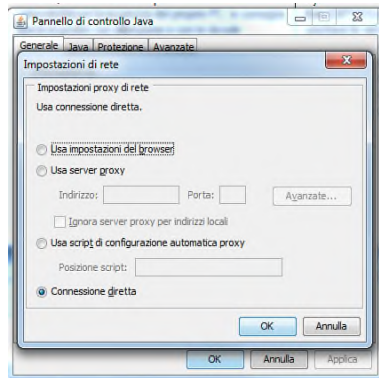 Pannello di controllo Java
Generale Java Protezione Avanzate
Impostazioni di rete
Impostazioni proxy di rete
Usa connessione diretta.
Usa impostazioni del browser
Usa server proxy
Indirizzo: Porta: Avanzate...
Ignora server proxy per indirizzi locali
Usa script di configurazione automatica proxy
Posizione script:
Connessione diretta
OK Annulla
OK Annulla Applica